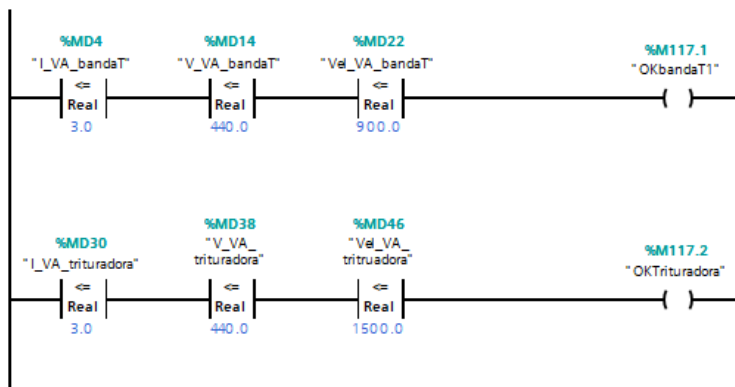 %MD4 %MD14 %MD22
"I_VA_bandaT" "V_VA_bandaT" "Vel_VA_bandaT" %M117.1
"OKbandaT1"
<= <= <=
Real Real Real
3.0 440.0 900.0
%MD38 %MD46
%MD30 "V_VA_ "Vel_VA_ %M117.2
"I_VA_trituradora" trituradora" tritruadora" "OKTrituradora"
<= <= <=
Real Real Real
3.0 440.0 1500.0